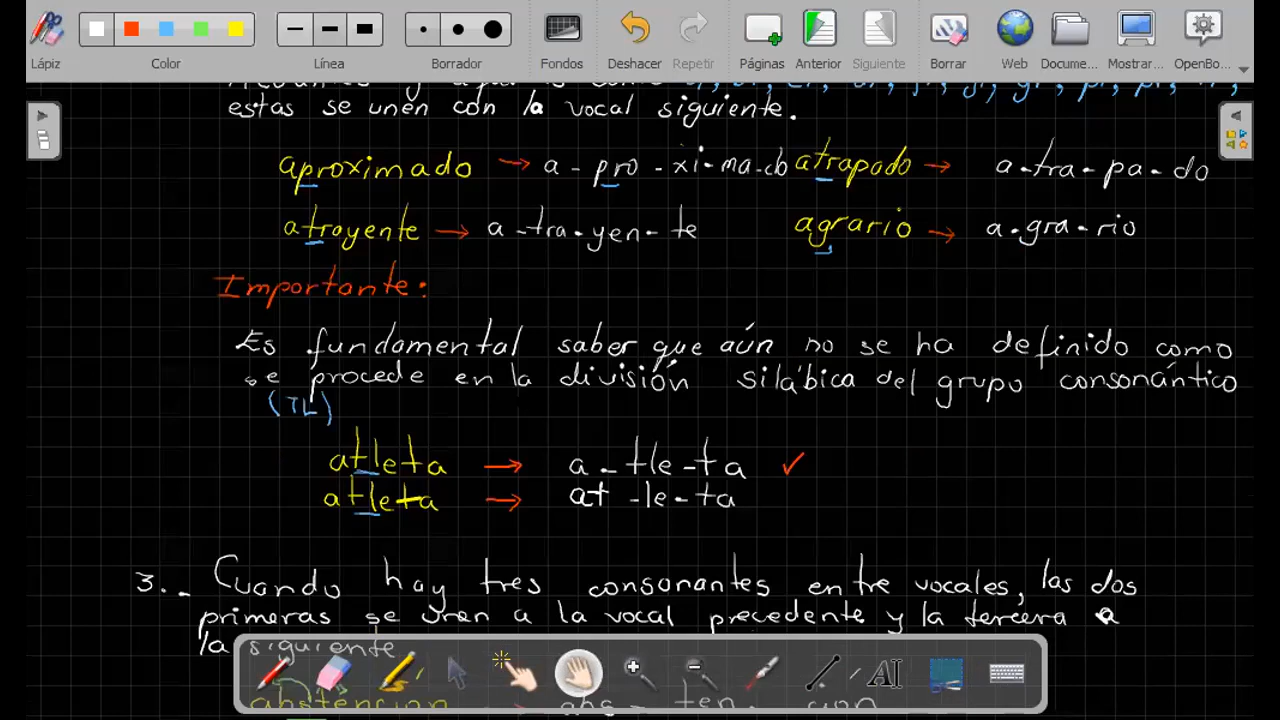 Lápiz Color Línea Borrador Fondos Deshacer Repetir Páginas Anterior Siguiente Borrar Web Docume... Mostrar... OpenBo...
estas se unen con la vocal siguiente.
aproximado → a - pro - xi - ma - do atrapado → a - tra - pa - do
atrayente → a - tra - yen - te agrario → a - gra - rio
Importante:
Es fundamental saber que aún no se ha definido como
se procede en la división silábica del grupo consonántico
(TL)
atleta → a - tle - ta ✓
atleta → at - le - ta
3.- Cuando hay tres consonantes entre vocales, las dos
primeras se unen a la vocal precedente y la tercera a
la siguiente
abstención → abs - ten - ción